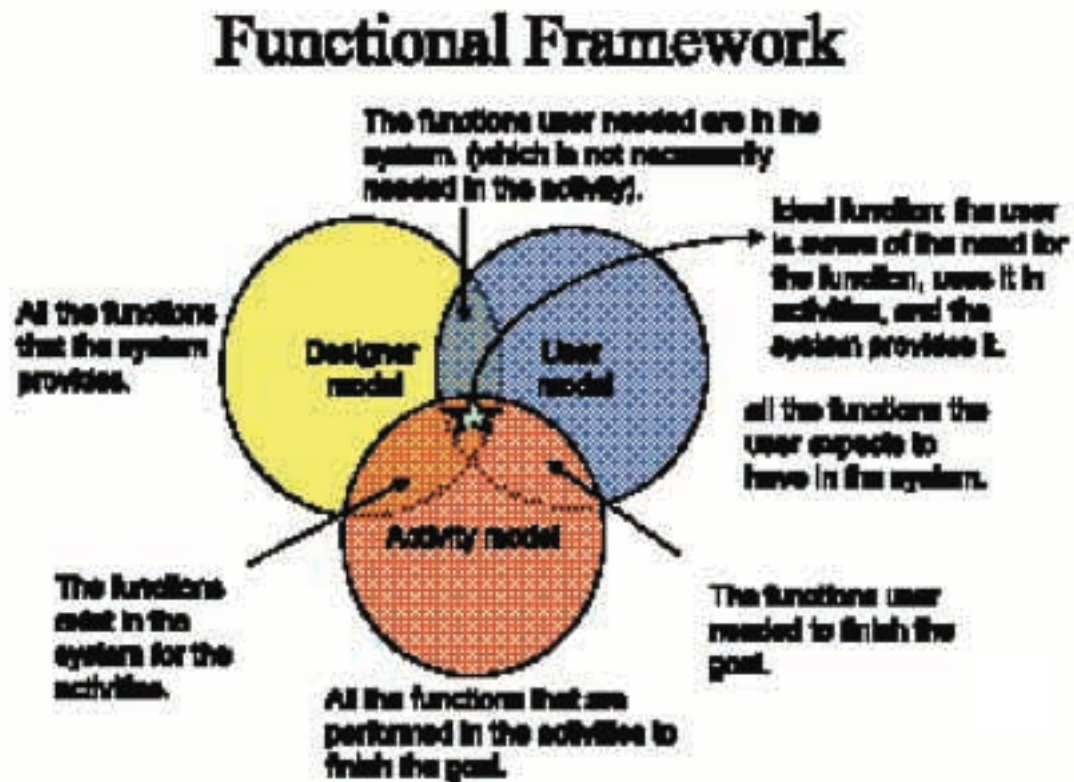 Functional Framework
The functions user needed are in the
system. (which is not necessarily
needed in the activity).
Ideal function: the user
is aware of the need for
the function, uses it in
activities, and the
system provides it.
All the functions
that the system
provides.
Designer
model
User
model
all the functions the
user expects to
have in the system.
Activity model
The functions
exist in the
system for the
activities.
The functions user
needed to finish the
goal.
All the functions that are
performed in the activities to
finish the goal.